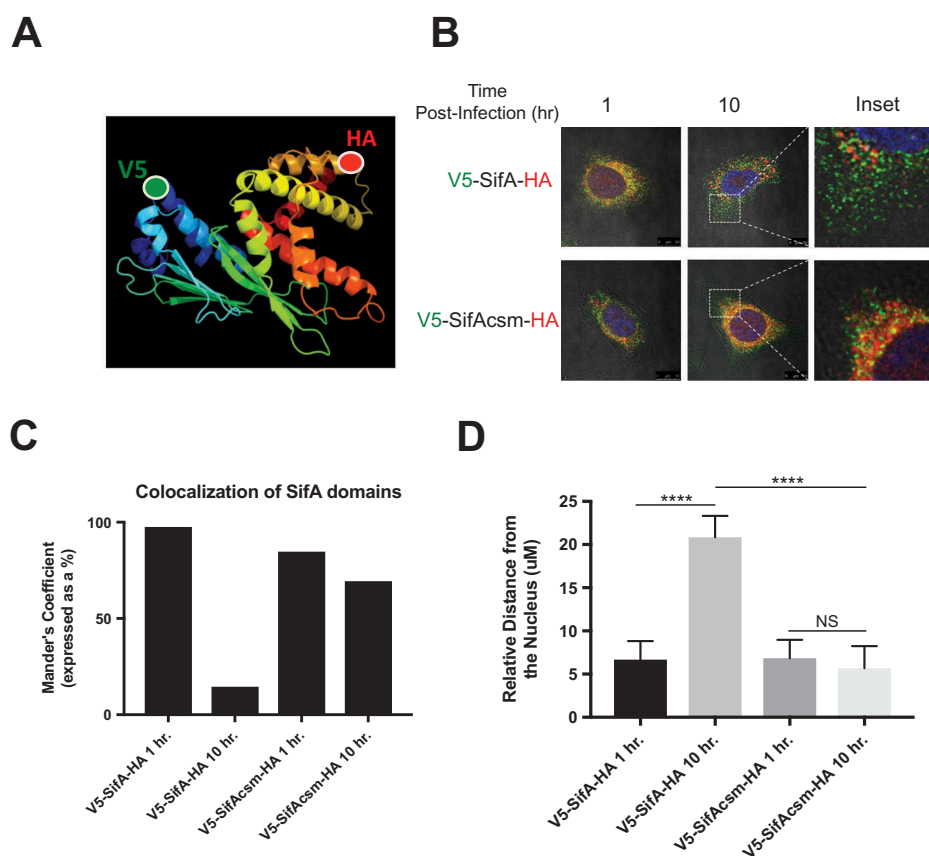 A
V5
HA
B
Time
Post-Infection (hr)
1
10
Inset
V5-SifA-HA
V5-SifAcsm-HA
C
Colocalization of SifA domains
Mander's Coefficient
(expressed as a %)
100
50
0
V5-SifA-HA 1 hr.
V5-SifA-HA 10 hr.
V5-SifAcsm-HA 1 hr.
V5-SifAcsm-HA 10 hr.
D
Relative Distance from
the Nucleus (uM)
25
20
15
10
5
0
****
****
NS
V5-SifA-HA 1 hr.
V5-SifA-HA 10 hr.
V5-SifAcsm-HA 1 hr.
V5-SifAcsm-HA 10 hr.